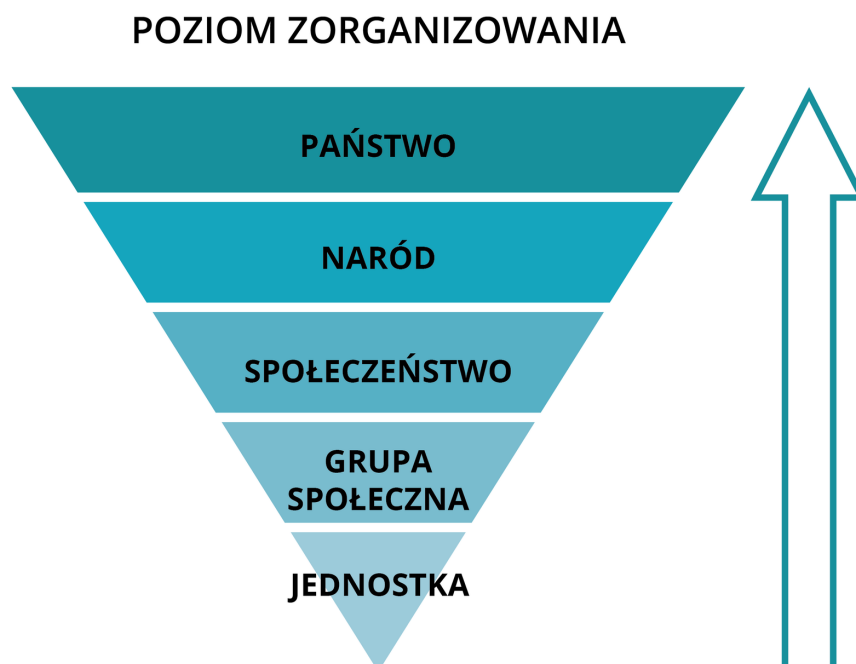 POZIOM ZORGANIZOWANIA
PAŃSTWO
NARÓD
SPOŁECZEŃSTWO
GRUPA
SPOŁECZNA
JEDNOSTKA